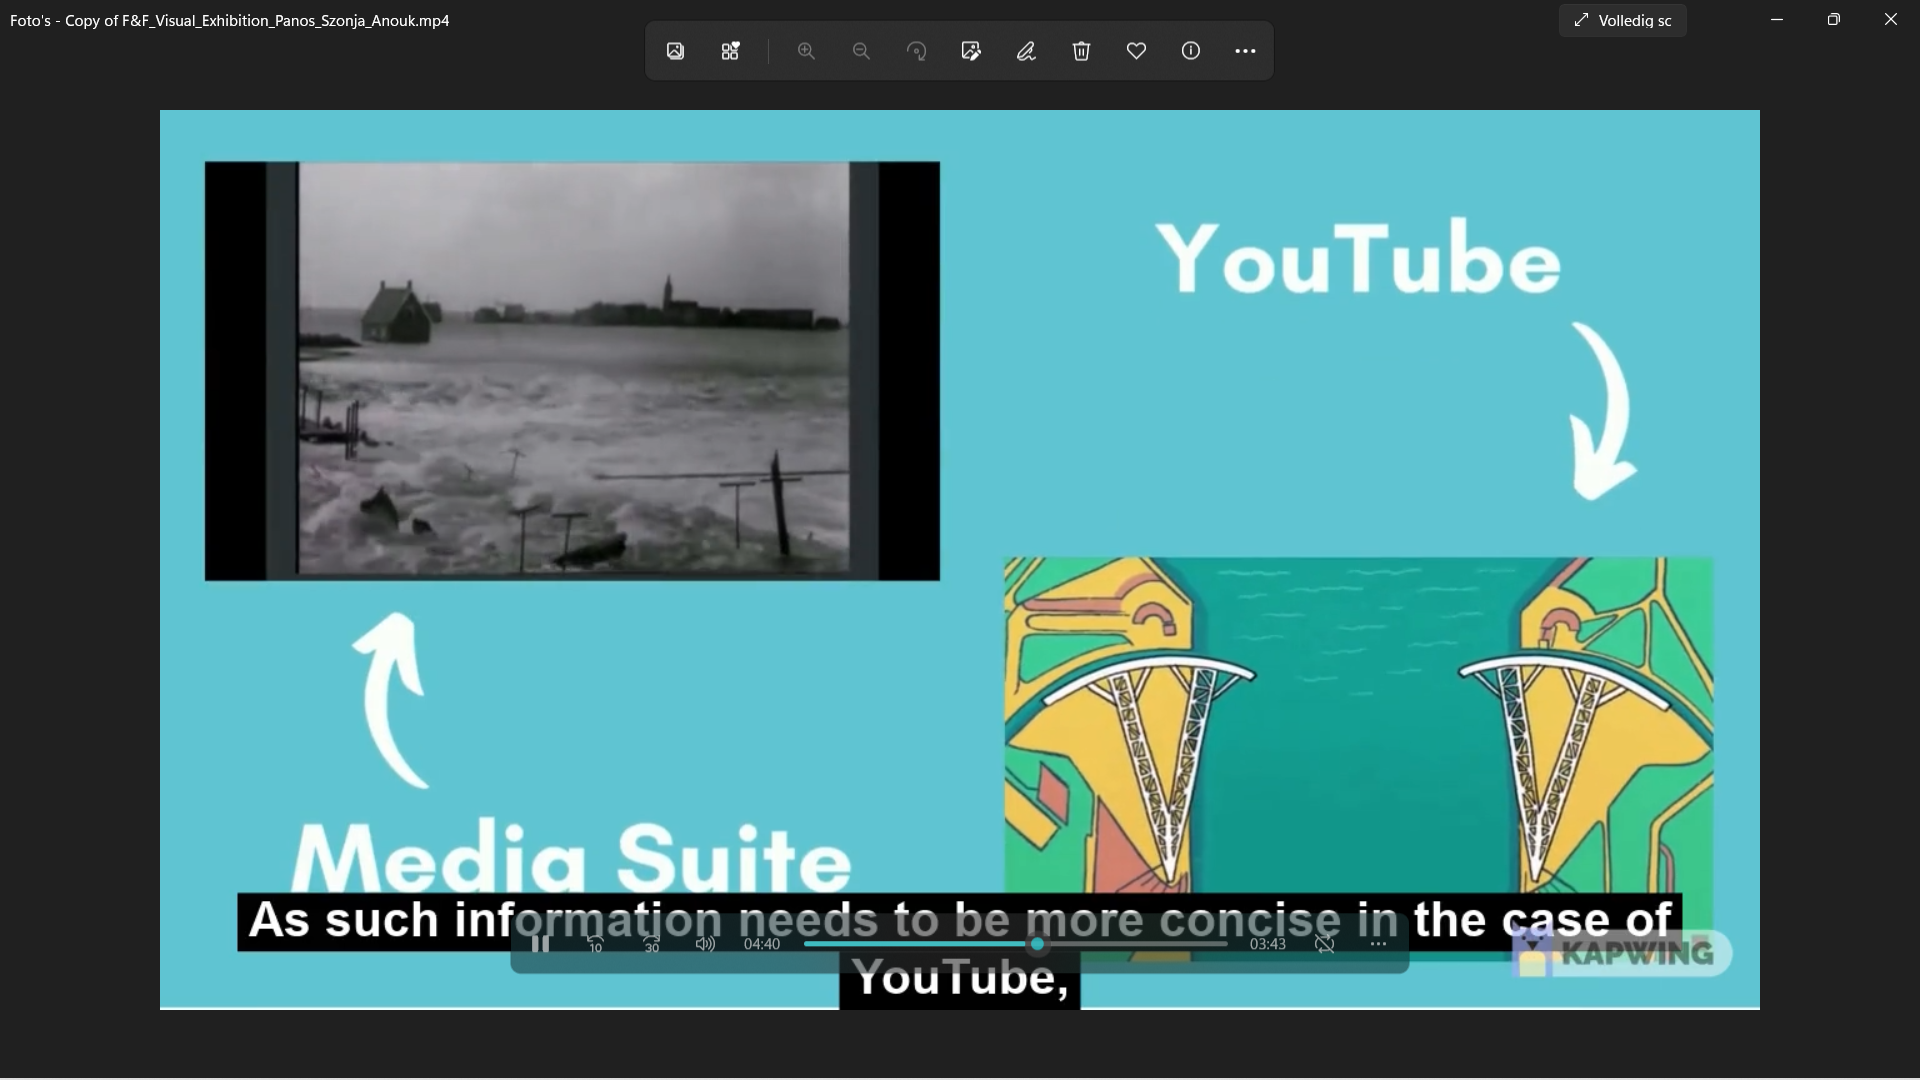 Foto's - Copy of F&F_Visual_Exhibition_Panos_Szonja_Anouk.mp4
Volledig sc
YouTube
Media Suite
As such information needs to be more concise in the case of
YouTube,
10
30
04:40
03:43
KAPWING